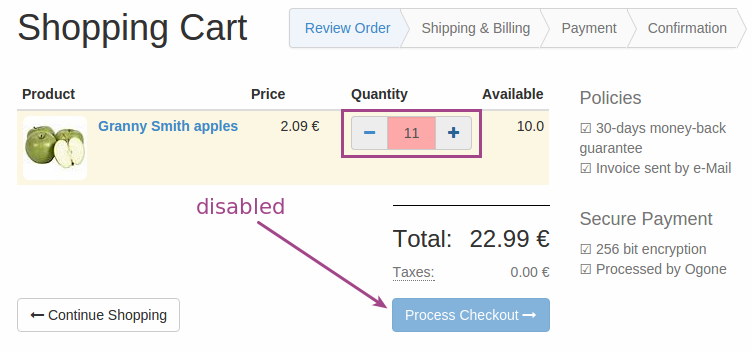 Shopping Cart
Review Order
Shipping & Billing
Payment
Confirmation
Product Price Quantity Available
Granny Smith apples 2.09 € 11 10.0
disabled
Total: 22.99 €
Taxes: 0.00 €
← Continue Shopping
Process Checkout →
Policies
☑ 30-days money-back
guarantee
☑ Invoice sent by e-Mail
Secure Payment
☑ 256 bit encryption
☑ Processed by Ogone